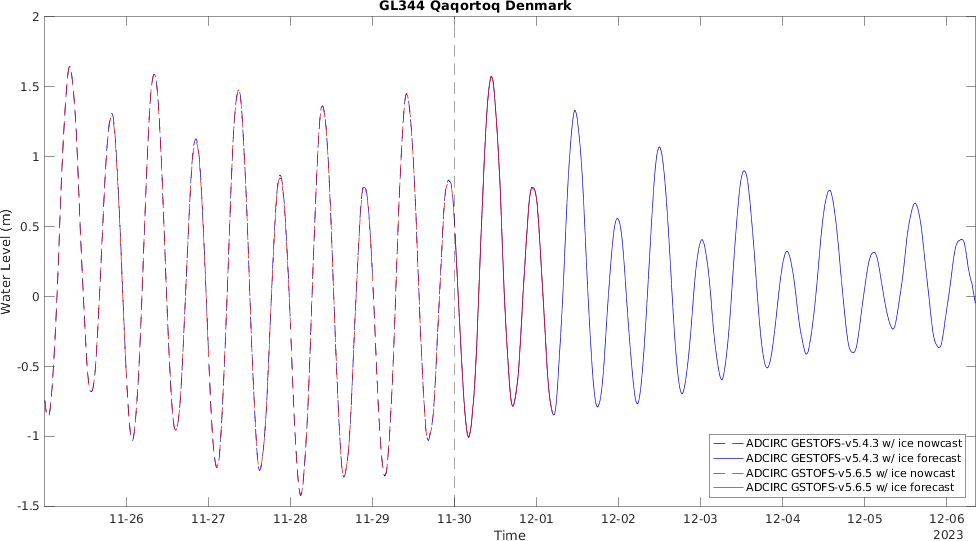 GL344 Qaqortoq Denmark
2
1.5
1
0.5
0
-0.5
-1
-1.5
Water Level (m)
ADCIRC GESTOFS-v5.4.3 w/ ice nowcast
ADCIRC GESTOFS-v5.4.3 w/ ice forecast
ADCIRC GSTOFS-v5.6.5 w/ ice nowcast
ADCIRC GSTOFS-v5.6.5 w/ ice forecast
11-26 11-27 11-28 11-29 11-30 12-01 12-02 12-03 12-04 12-05 12-06
2023
Time